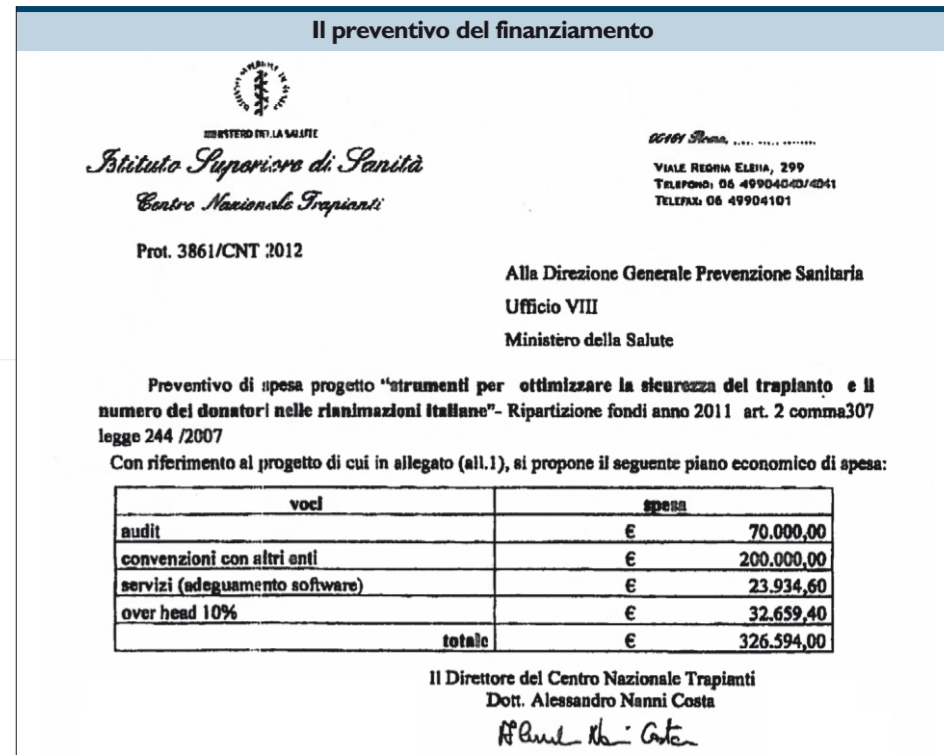 Il preventivo del finanziamento
MINISTERO DELLA SALUTE
Istituto Superiore di Sanità
Centro Nazionale Trapianti
00161 Roma, .... ..... ........
VIALE REGINA ELENA, 299
TELEFONO: 06 49904040/4041
TELEFAX: 06 49904101
Prot. 3861/CNT 2012
Alla Direzione Generale Prevenzione Sanitaria
Ufficio VIII
Ministero della Salute
Preventivo di spesa progetto "strumenti per ottimizzare la sicurezza del trapianto e il
numero dei donatori nelle rianimazioni italiane"- Ripartizione fondi anno 2011 art. 2 comma307
legge 244 /2007
Con riferimento al progetto di cui in allegato (all.1), si propone il seguente piano economico di spesa:
voci spesa
audit € 70.000,00
convenzioni con altri enti € 200.000,00
servizi (adeguamento software) € 23.934,60
over head 10% € 32.659,40
totale € 326.594,00
Il Direttore del Centro Nazionale Trapianti
Dott. Alessandro Nanni Costa